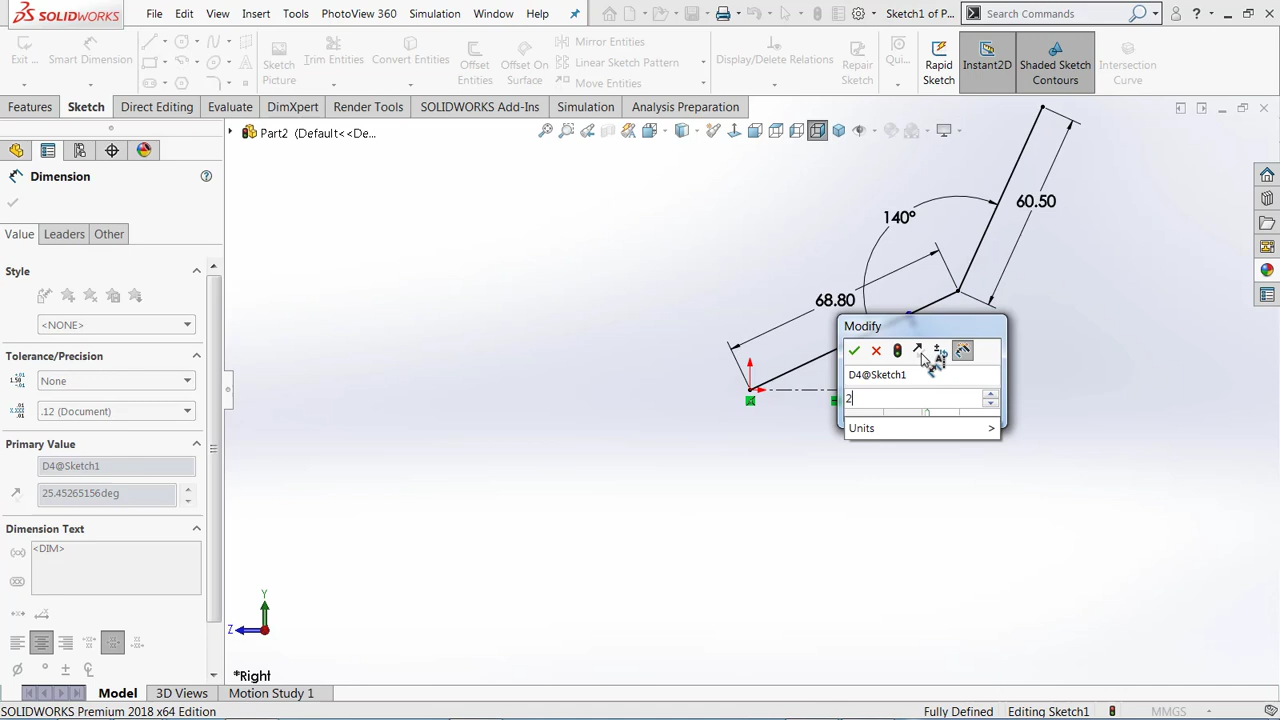 SOLIDWORKS File Edit View Insert Tools PhotoView 360 Simulation Window Help Sketch1 of P... Search Commands
Exit ... Smart Dimension Sketch Picture Trim Entities Convert Entities Offset Entities Offset On Surface Mirror Entities Linear Sketch Pattern Move Entities Display/Delete Relations Repair Sketch Qui... Rapid Sketch Instant2D Shaded Sketch Contours Intersection Curve
Features Sketch Direct Editing Evaluate DimXpert Render Tools SOLIDWORKS Add-Ins Simulation Analysis Preparation
Part2 (Default<<De...
Dimension
Value Leaders Other
Style
<NONE>
Tolerance/Precision
None
.12 (Document)
Primary Value
D4@Sketch1
25.45265156deg
Dimension Text
<DIM>
60.50
140°
68.80
Modify
D4@Sketch1
2
Units >
Y
Z
*Right
Model 3D Views Motion Study 1
SOLIDWORKS Premium 2018 x64 Edition Fully Defined Editing Sketch1 MMGS